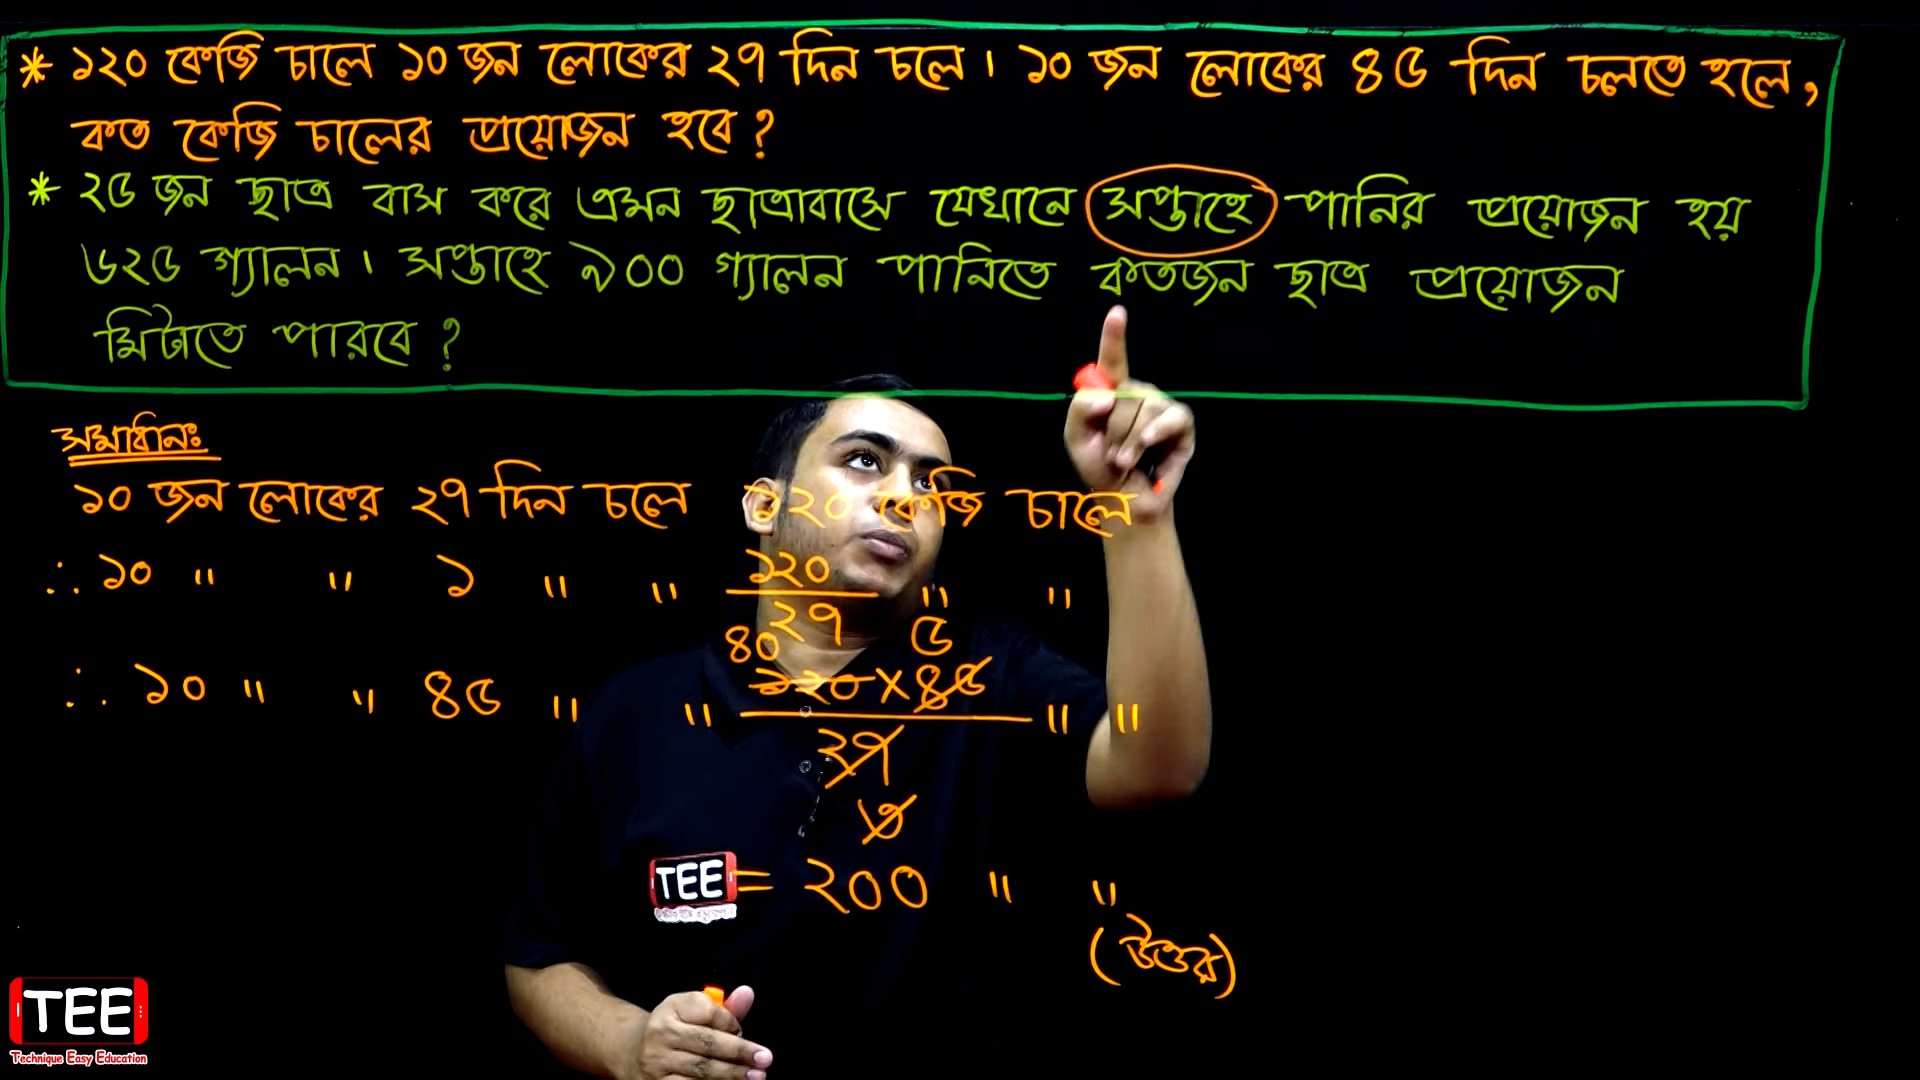 * ১২০ কেজি চালে ১০ জন লোকের ২৭ দিন চলে। ১০ জন লোকের ৪৫ দিন চলতে হলে,
কত কেজি চালের প্রয়োজন হবে?
* ২৫ জন ছাত্র বাস করে এমন ছাত্রাবাসে যেখানে সপ্তাহে পানির প্রয়োজন হয়
৬২৫ গ্যালন। সপ্তাহে ৯০০ গ্যালন পানিতে কতজন ছাত্র প্রয়োজন
মিটাতে পারবে?
সমাধানঃ
১০ জন লোকের ২৭ দিন চলে ১২০ কেজি চালে
∴ ১০ " " ১ " " ১২০ " "
২৭
৪০ ৫
∴ ১০ " " ৪৫ " " ১২০ × ৪৫ " "
২৭
৩
TEE = ২০০ " "
(উত্তর)
TEE
Technique Easy Education